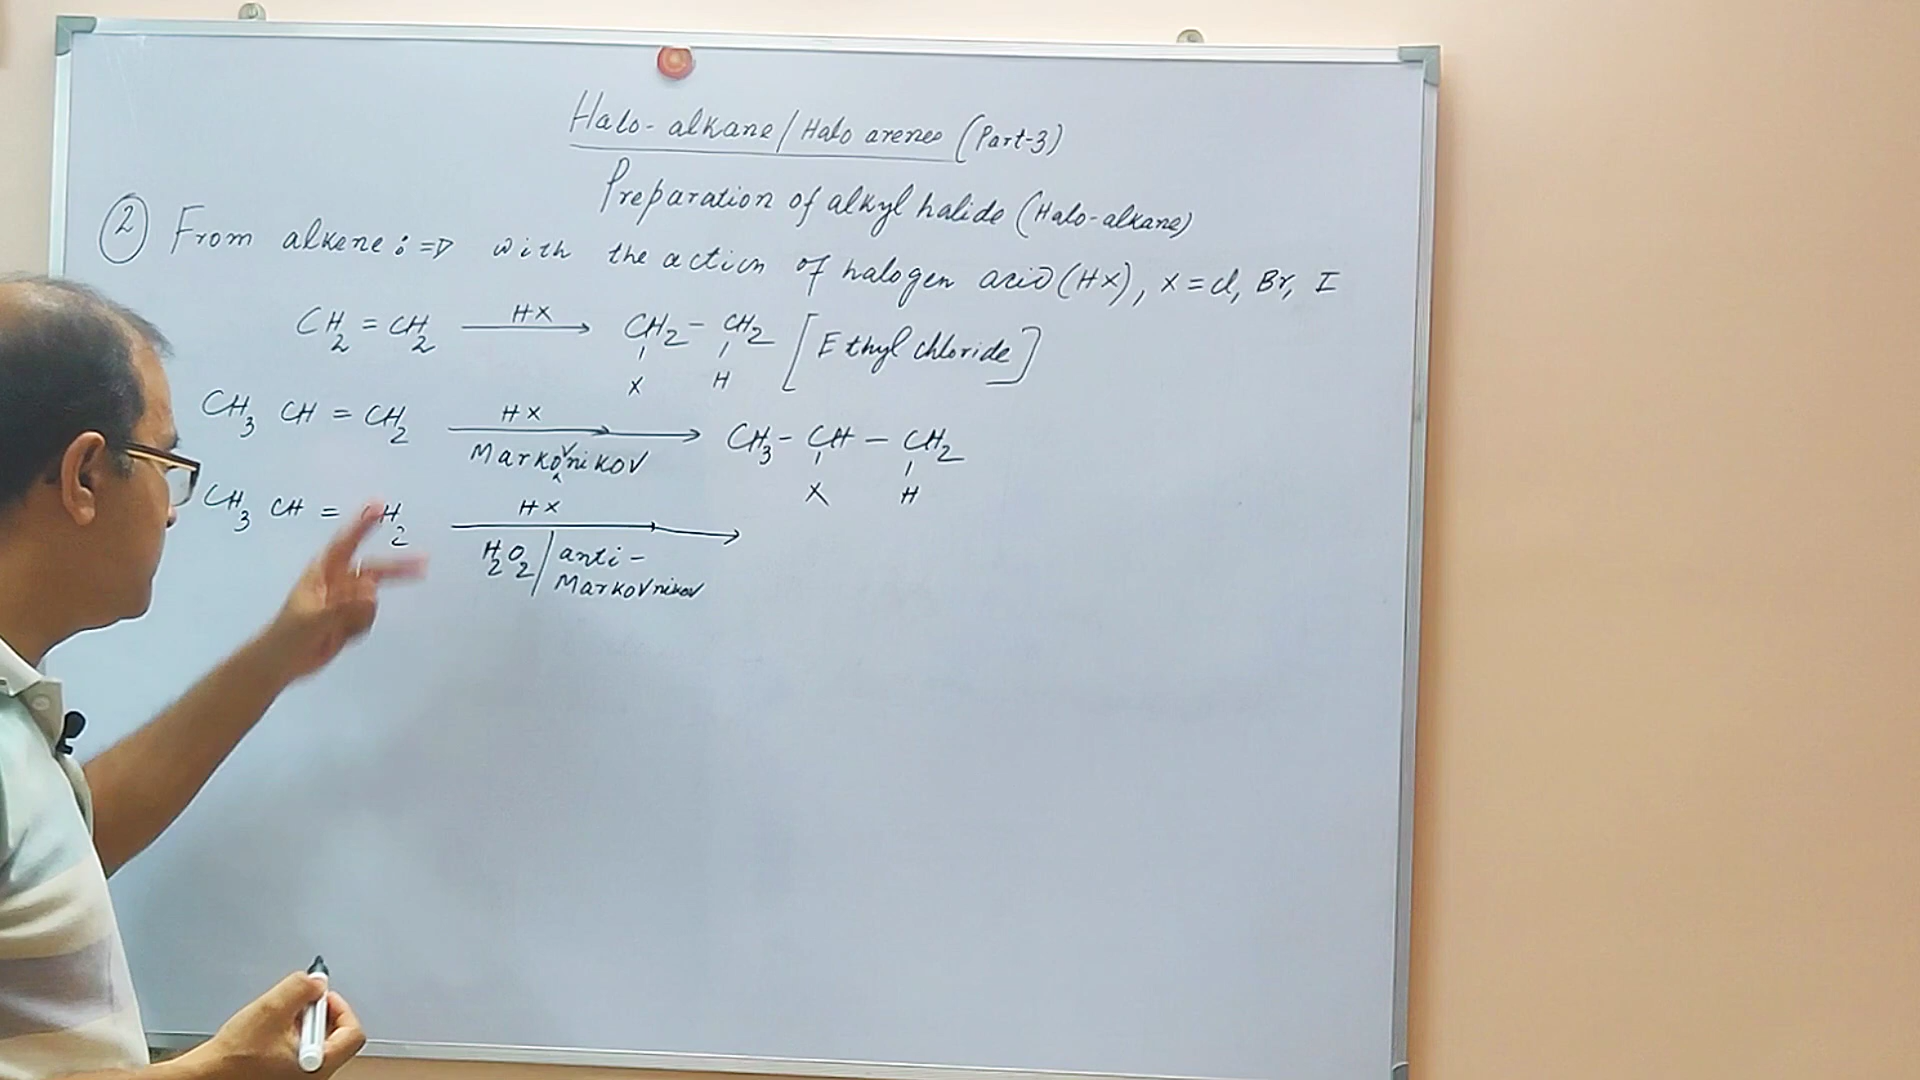 Halo-alkane/Halo arenes (Part-3)
Preparation of alkyl halide (Halo-alkane)
② From alkene :⇒ with the action of halogen acid (HX), X = Cl, Br, I
CH2 = CH2 —HX→ CH2 - CH2 [Ethyl chloride]
X H
CH3 CH = CH2 —HX→ CH3 - CH - CH2
Markovnikov
X H
CH3 CH = CH2 —HX→
H2O2 / anti-
Markovnikov